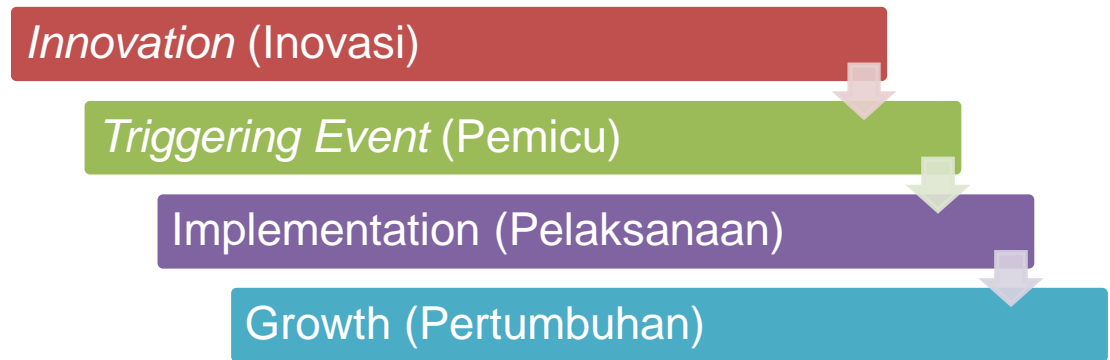 Innovation (Inovasi)
Triggering Event (Pemicu)
Implementation (Pelaksanaan)
Growth (Pertumbuhan)